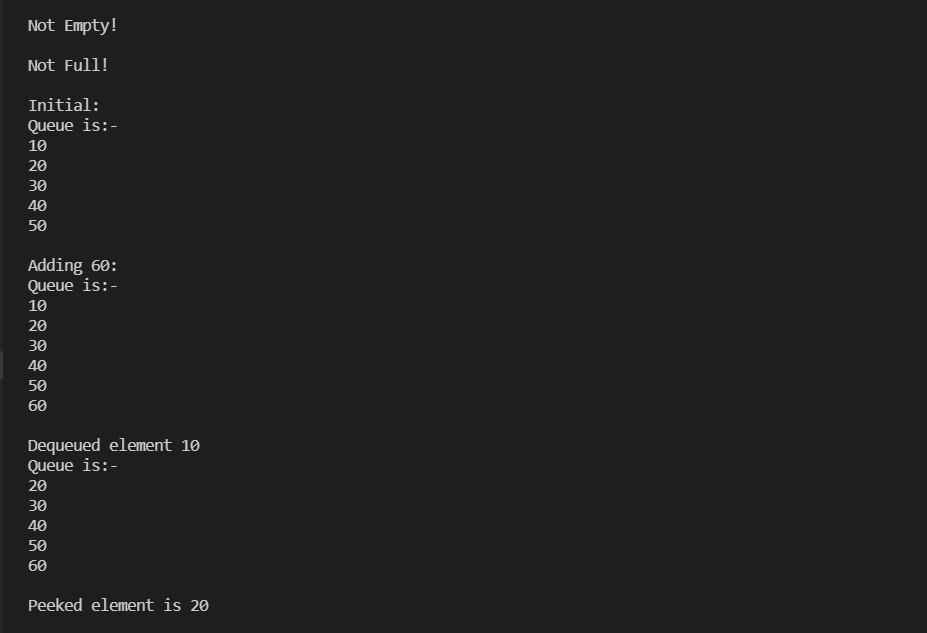 Not Empty!
Not Full!
Initial:
Queue is:-
10
20
30
40
50
Adding 60:
Queue is:-
10
20
30
40
50
60
Dequeued element 10
Queue is:-
20
30
40
50
60
Peeked element is 20